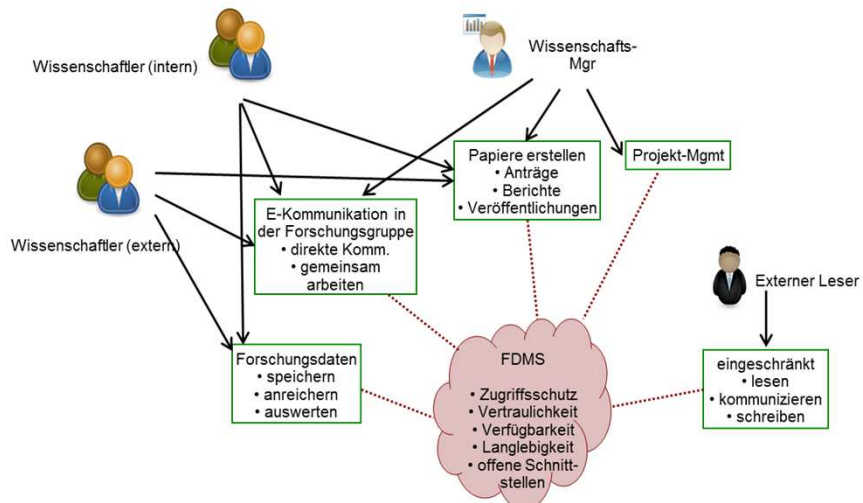 Wissenschaftler (intern)
Wissenschafts-
Mgr
Papiere erstellen
• Anträge
• Berichte
• Veröffentlichungen
Projekt-Mgmt
E-Kommunikation in
der Forschungsgruppe
• direkte Komm.
• gemeinsam
arbeiten
Wissenschaftler (extern)
Externer Leser
Forschungsdaten
• speichern
• anreichern
• auswerten
FDMS
• Zugriffsschutz
• Vertraulichkeit
• Verfügbarkeit
• Langlebigkeit
• offene Schnitt-
stellen
eingeschränkt
• lesen
• kommunizieren
• schreiben